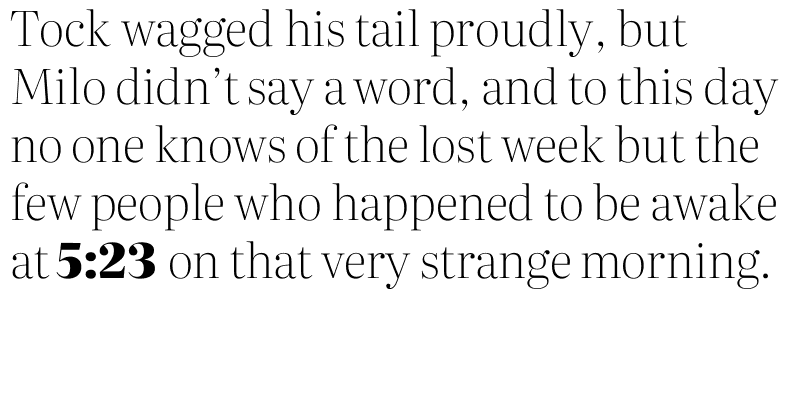 Tock wagged his tail proudly, but
Milo didn’t say a word, and to this day
no one knows of the lost week but the
few people who happened to be awake
at 5:23 on that very strange morning.